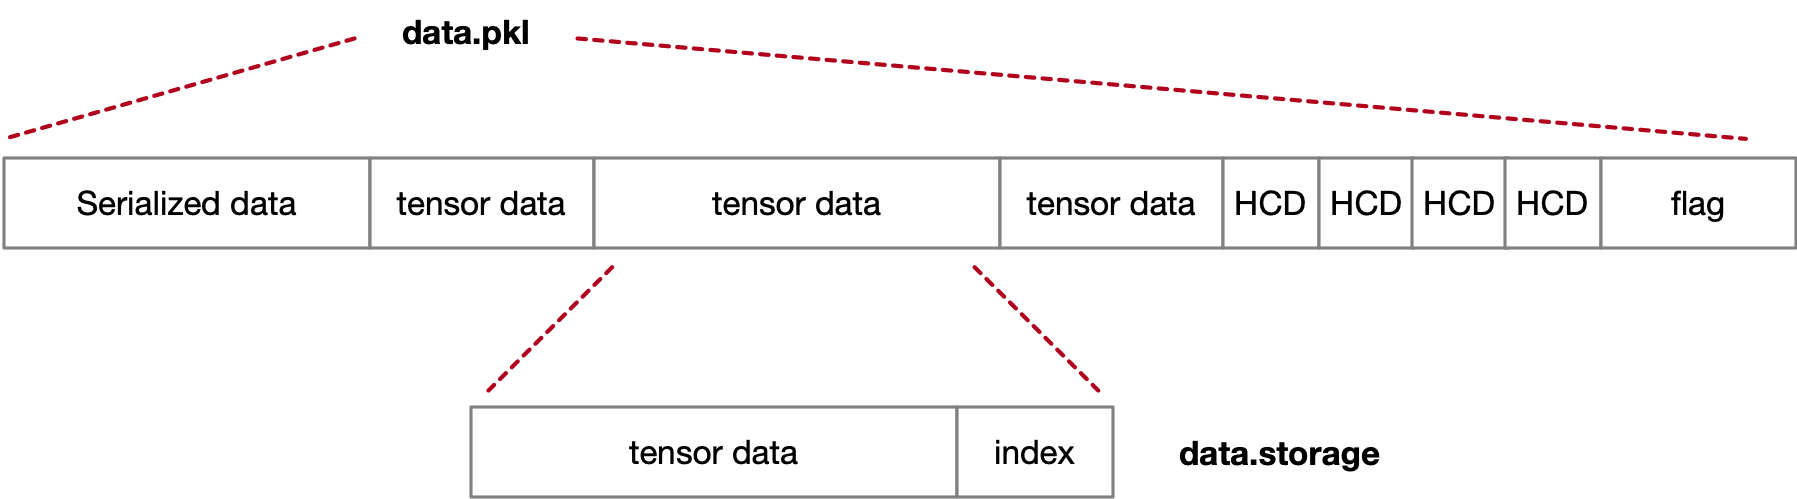 data.pkl
Serialized data tensor data tensor data tensor data HCD HCD HCD HCD flag
tensor data index data.storage